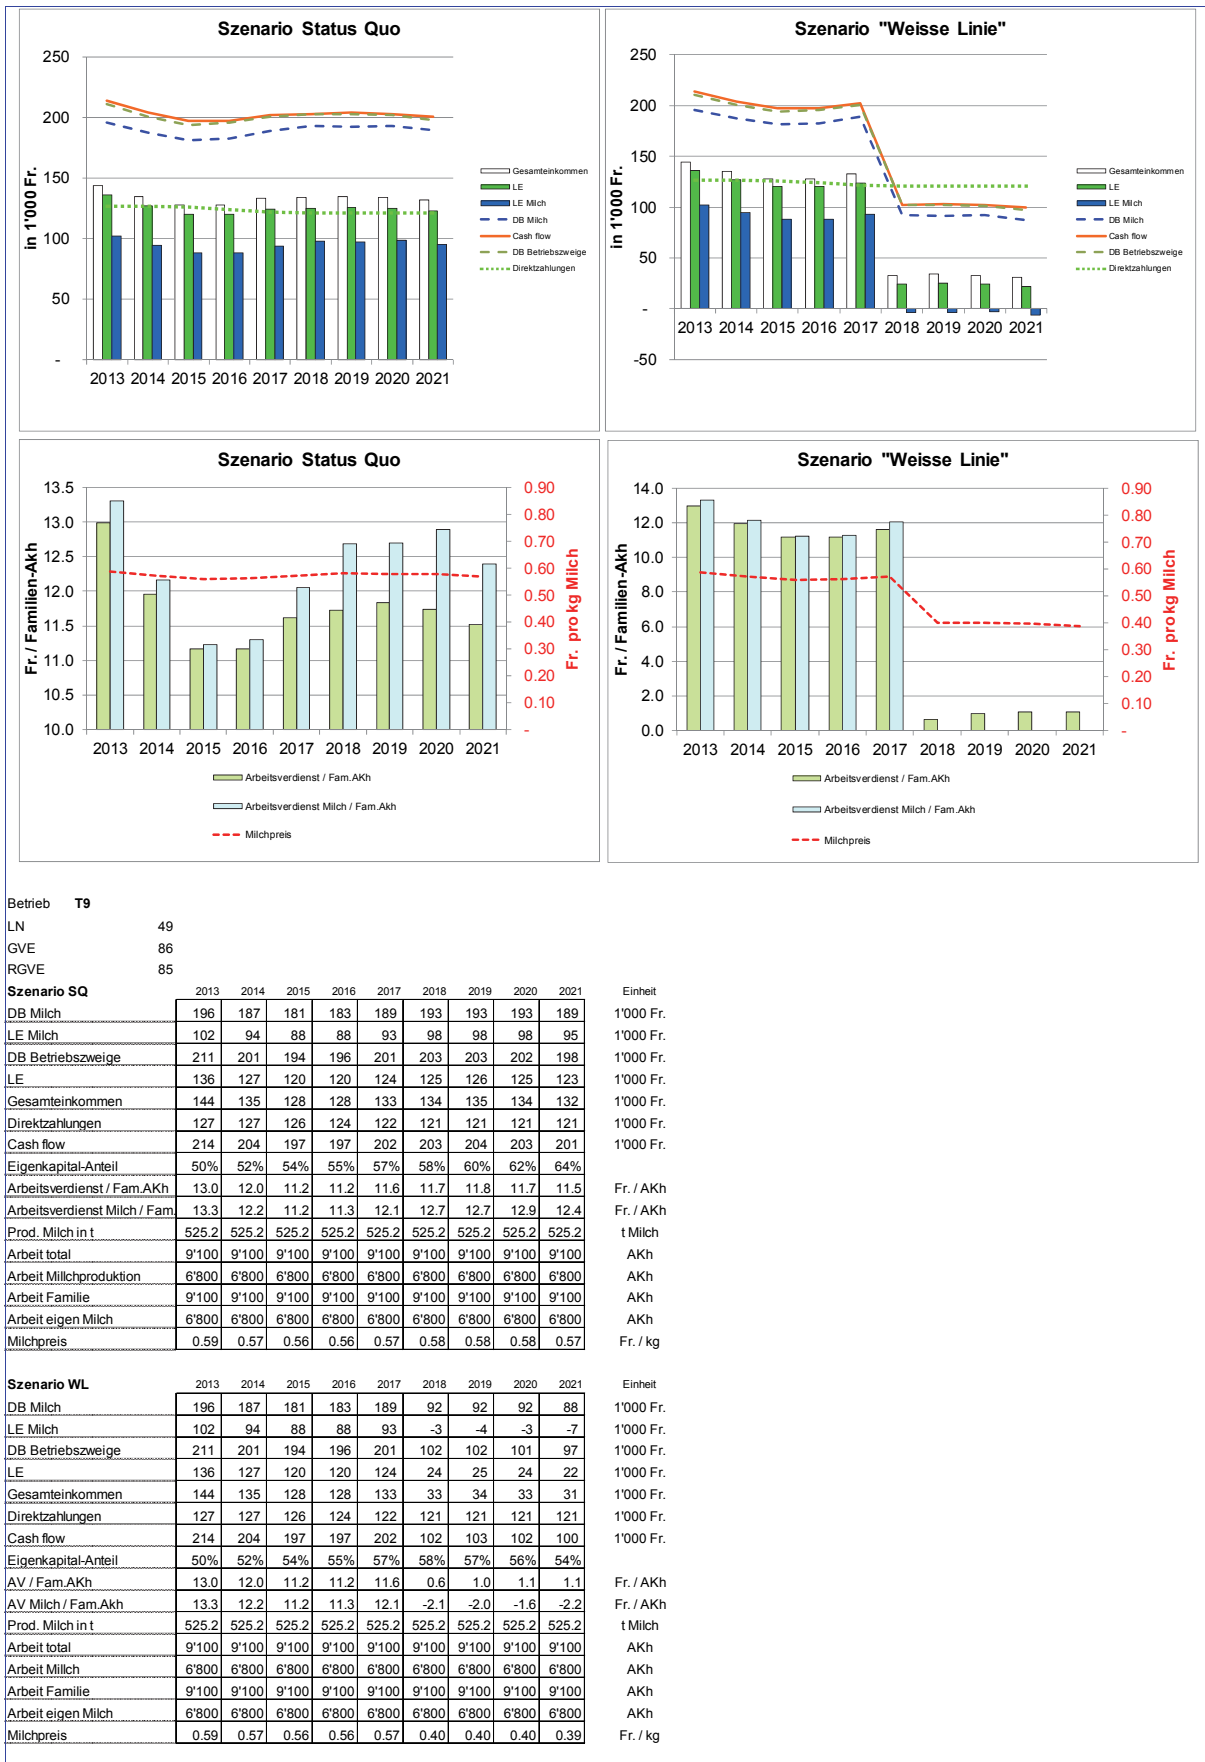 Szenario Status Quo
250
200
150
100
50
-
in 1'000 Fr.
2013 2014 2015 2016 2017 2018 2019 2020 2021
Gesamteinkommen
LE
LE Milch
DB Milch
Cash flow
DB Betriebszweige
Direktzahlungen
Szenario "Weisse Linie"
250
200
150
100
50
-
-50
in 1'000 Fr.
2013 2014 2015 2016 2017 2018 2019 2020 2021
Gesamteinkommen
LE
LE Milch
DB Milch
Cash flow
DB Betriebszweige
Direktzahlungen
Szenario Status Quo
13.5
13.0
12.5
12.0
11.5
11.0
10.5
10.0
Fr. / Familien-Akh
0.90
0.80
0.70
0.60
0.50
0.40
0.30
0.20
0.10
-
Fr. pro kg Milch
2013 2014 2015 2016 2017 2018 2019 2020 2021
Arbeitsverdienst / Fam.AKh
Arbeitsverdienst Milch / Fam.Akh
Milchpreis
Szenario "Weisse Linie"
14.0
12.0
10.0
8.0
6.0
4.0
2.0
0.0
Fr. / Familien-Akh
0.90
0.80
0.70
0.60
0.50
0.40
0.30
0.20
0.10
-
Fr. pro kg Milch
2013 2014 2015 2016 2017 2018 2019 2020 2021
Arbeitsverdienst / Fam.AKh
Arbeitsverdienst Milch / Fam.Akh
Milchpreis
Betrieb T9
LN 49
GVE 86
RGVE 85
Szenario SQ 2013 2014 2015 2016 2017 2018 2019 2020 2021 Einheit
DB Milch 196 187 181 183 189 193 193 193 189 1'000 Fr.
LE Milch 102 94 88 88 93 98 98 98 95 1'000 Fr.
DB Betriebszweige 211 201 194 196 201 203 203 202 198 1'000 Fr.
LE 136 127 120 120 124 125 126 125 123 1'000 Fr.
Gesamteinkommen 144 135 128 128 133 134 135 134 132 1'000 Fr.
Direktzahlungen 127 127 126 124 122 121 121 121 121 1'000 Fr.
Cash flow 214 204 197 197 202 203 204 203 201 1'000 Fr.
Eigenkapital-Anteil 50% 52% 54% 55% 57% 58% 60% 62% 64%
Arbeitsverdienst / Fam.AKh 13.0 12.0 11.2 11.2 11.6 11.7 11.8 11.7 11.5 Fr. / AKh
Arbeitsverdienst Milch / Fam. 13.3 12.2 11.2 11.3 12.1 12.7 12.7 12.9 12.4 Fr. / AKh
Prod. Milch in t 525.2 525.2 525.2 525.2 525.2 525.2 525.2 525.2 525.2 t Milch
Arbeit total 9'100 9'100 9'100 9'100 9'100 9'100 9'100 9'100 9'100 AKh
Arbeit Millchproduktion 6'800 6'800 6'800 6'800 6'800 6'800 6'800 6'800 6'800 AKh
Arbeit Familie 9'100 9'100 9'100 9'100 9'100 9'100 9'100 9'100 9'100 AKh
Arbeit eigen Milch 6'800 6'800 6'800 6'800 6'800 6'800 6'800 6'800 6'800 AKh
Milchpreis 0.59 0.57 0.56 0.56 0.57 0.58 0.58 0.58 0.57 Fr. / kg
Szenario WL 2013 2014 2015 2016 2017 2018 2019 2020 2021 Einheit
DB Milch 196 187 181 183 189 92 92 92 88 1'000 Fr.
LE Milch 102 94 88 88 93 -3 -4 -3 -7 1'000 Fr.
DB Betriebszweige 211 201 194 196 201 102 102 101 97 1'000 Fr.
LE 136 127 120 120 124 24 25 24 22 1'000 Fr.
Gesamteinkommen 144 135 128 128 133 33 34 33 31 1'000 Fr.
Direktzahlungen 127 127 126 124 122 121 121 121 121 1'000 Fr.
Cash flow 214 204 197 197 202 102 103 102 100 1'000 Fr.
Eigenkapital-Anteil 50% 52% 54% 55% 57% 58% 57% 56% 54%
AV / Fam.AKh 13.0 12.0 11.2 11.2 11.6 0.6 1.0 1.1 1.1 Fr. / AKh
AV Milch / Fam.Akh 13.3 12.2 11.2 11.3 12.1 -2.1 -2.0 -1.6 -2.2 Fr. / AKh
Prod. Milch in t 525.2 525.2 525.2 525.2 525.2 525.2 525.2 525.2 525.2 t Milch
Arbeit total 9'100 9'100 9'100 9'100 9'100 9'100 9'100 9'100 9'100 AKh
Arbeit Millch 6'800 6'800 6'800 6'800 6'800 6'800 6'800 6'800 6'800 AKh
Arbeit Familie 9'100 9'100 9'100 9'100 9'100 9'100 9'100 9'100 9'100 AKh
Arbeit eigen Milch 6'800 6'800 6'800 6'800 6'800 6'800 6'800 6'800 6'800 AKh
Milchpreis 0.59 0.57 0.56 0.56 0.57 0.40 0.40 0.40 0.39 Fr. / kg